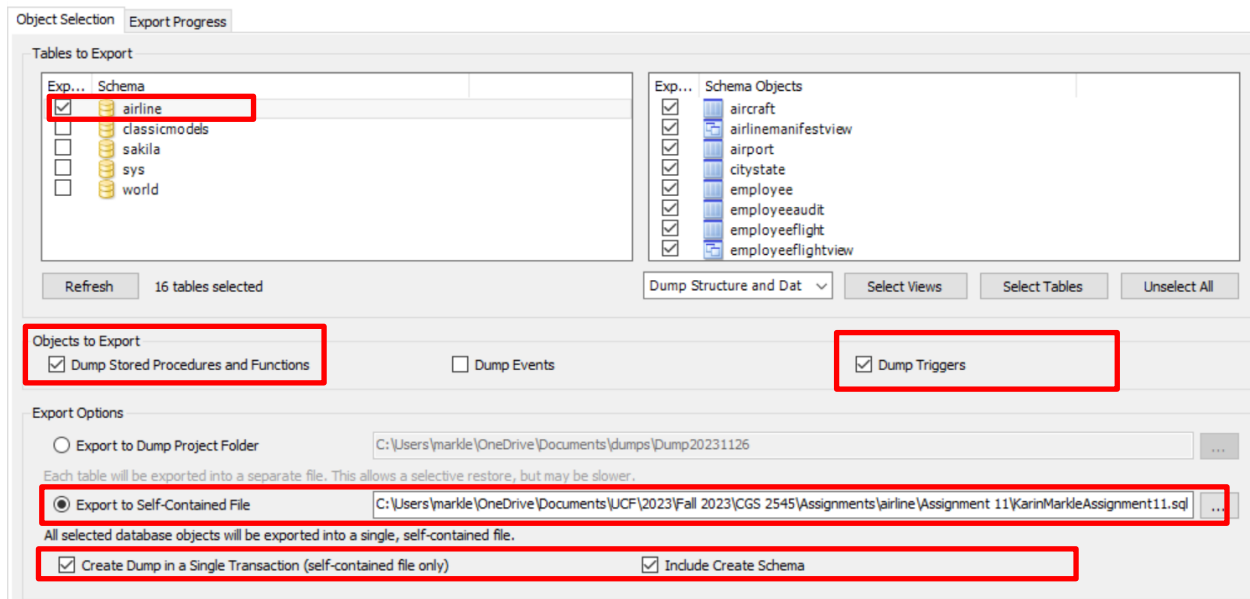 Object Selection Export Progress
Tables to Export
Exp... Schema
airline
classicmodels
sakila
sys
world
Exp... Schema Objects
aircraft
airlinemanifestview
airport
citystate
employee
employeeaudit
employeeflight
employeeflightview
Refresh 16 tables selected
Dump Structure and Dat Select Views Select Tables Unselect All
Objects to Export
Dump Stored Procedures and Functions Dump Events Dump Triggers
Export Options
Export to Dump Project Folder C:\Users\markle\OneDrive\Documents\dumps\Dump20231126 ...
Each table will be exported into a separate file. This allows a selective restore, but may be slower.
Export to Self-Contained File C:\Users\markle\OneDrive\Documents\UCF\2023\Fall 2023\CGS 2545\Assignments\airline\Assignment 11\KarinMarkleAssignment11.sql ...
All selected database objects will be exported into a single, self-contained file.
Create Dump in a Single Transaction (self-contained file only) Include Create Schema